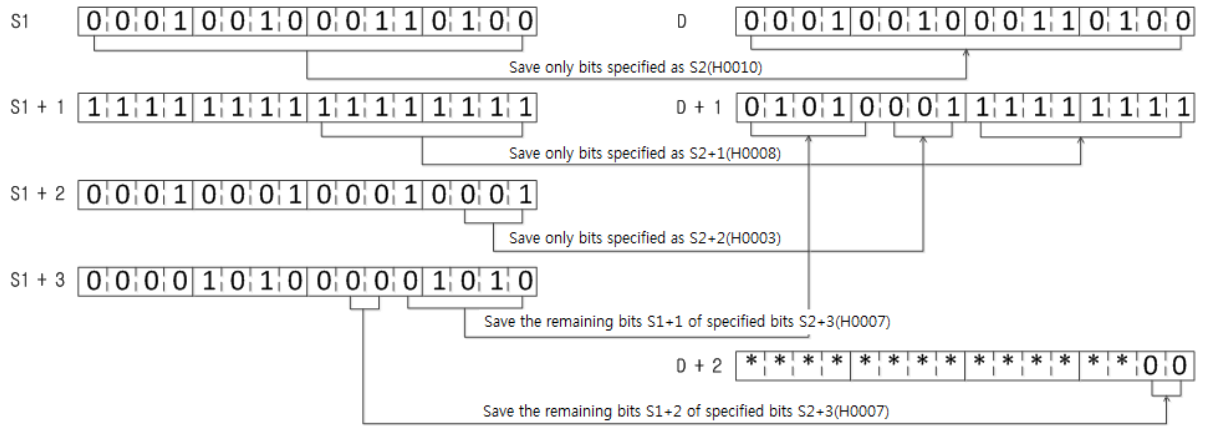 S1 0 0 0 1 0 0 1 0 0 0 1 1 0 1 0 0 D 0 0 0 1 0 0 1 0 0 0 1 1 0 1 0 0
Save only bits specified as S2(H0010)
S1 + 1 1 1 1 1 1 1 1 1 1 1 1 1 1 1 1 1 D + 1 0 1 0 1 0 0 0 1 1 1 1 1 1 1 1 1
Save only bits specified as S2+1(H0008)
S1 + 2 0 0 0 1 0 0 0 1 0 0 0 1 0 0 0 1
Save only bits specified as S2+2(H0003)
S1 + 3 0 0 0 0 1 0 1 0 0 0 0 0 1 0 1 0
Save the remaining bits S1+1 of specified bits S2+3(H0007)
D + 2 * * * * * * * * * * * * * * 0 0
Save the remaining bits S1+2 of specified bits S2+3(H0007)